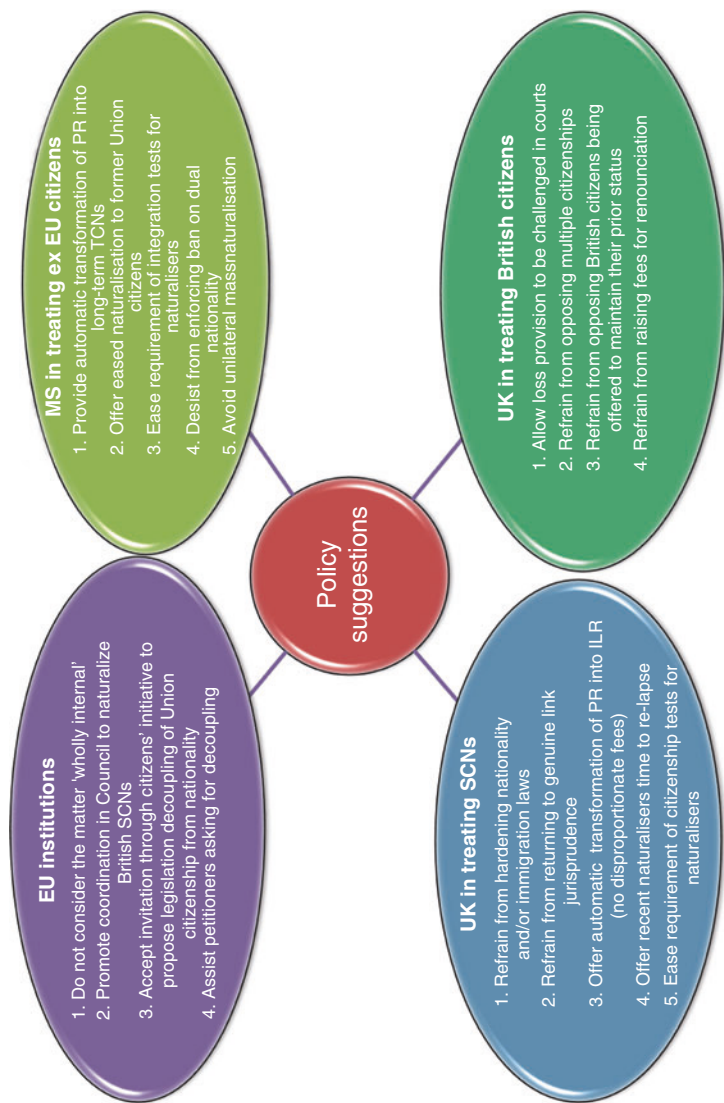 EU institutions
1. Do not consider the matter 'wholly internal'
2. Promote coordination in Council to naturalize
British SCNs
3. Accept invitation through citizens' initiative to
propose legislation decoupling of Union
citizenship from nationality
4. Assist petitioners asking for decoupling
MS in treating ex EU citizens
1. Provide automatic transformation of PR into
long-term TCNs
2. Offer eased naturalisation to former Union
citizens
3. Ease requirement of integration tests for
naturalisers
4. Desist from enforcing ban on dual
nationality
5. Avoid unilateral massnaturalisation
Policy
suggestions
UK in treating SCNs
1. Refrain from hardening nationality
and/or immigration laws
2. Refrain from returning to genuine link
jurisprudence
3. Offer automatic transformation of PR into ILR
(no disproportionate fees)
4. Offer recent naturalisers time to re-lapse
5. Ease requirement of citizenship tests for
naturalisers
UK in treating British citizens
1. Allow loss provision to be challenged in courts
2. Refrain from opposing multiple citizenships
3. Refrain from opposing British citizens being
offered to maintain their prior status
4. Refrain from raising fees for renounciation